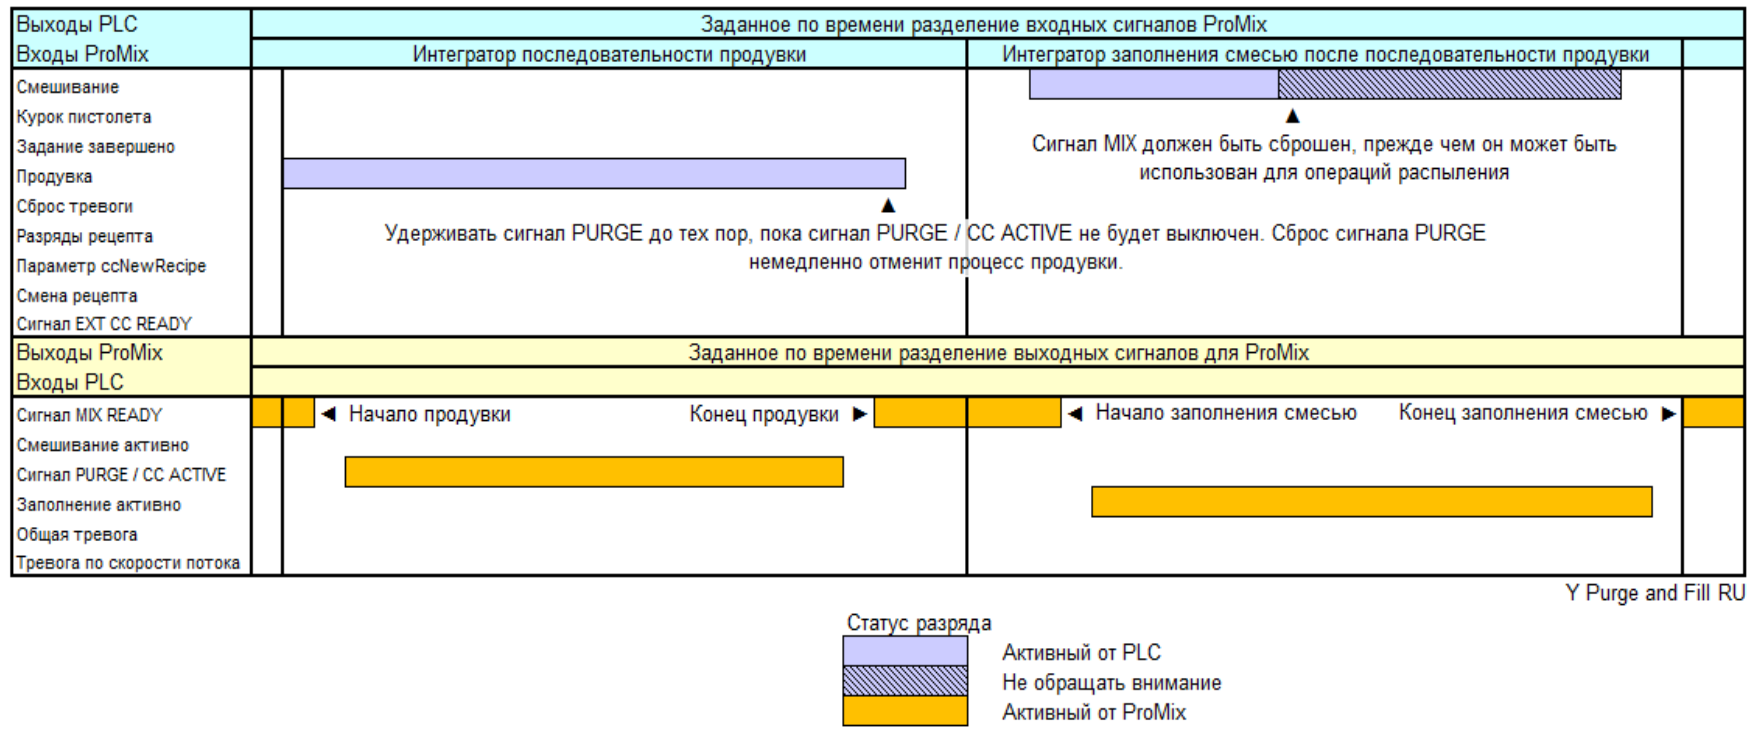 Выходы PLC
Заданное по времени разделение входных сигналов ProMix
Входы ProMix
Интегратор последовательности продувки
Интегратор заполнения смесью после последовательности продувки
Смешивание
Курок пистолета
Задание завершено
Сигнал MIX должен быть сброшен, прежде чем он может быть
использован для операций распыления
Продувка
Сброс тревоги
Разряды рецепта
Удерживать сигнал PURGE до тех пор, пока сигнал PURGE / CC ACTIVE не будет выключен. Сброс сигнала PURGE
немедленно отменит процесс продувки.
Параметр ccNewRecipe
Смена рецепта
Сигнал EXT CC READY
Выходы ProMix
Заданное по времени разделение выходных сигналов для ProMix
Входы PLC
Сигнал MIX READY
◄ Начало продувки
Конец продувки ►
◄ Начало заполнения смесью
Конец заполнения смесью ►
Смешивание активно
Сигнал PURGE / CC ACTIVE
Заполнение активно
Общая тревога
Тревога по скорости потока
Y Purge and Fill RU
Статус разряда
Активный от PLC
Не обращать внимание
Активный от ProMix